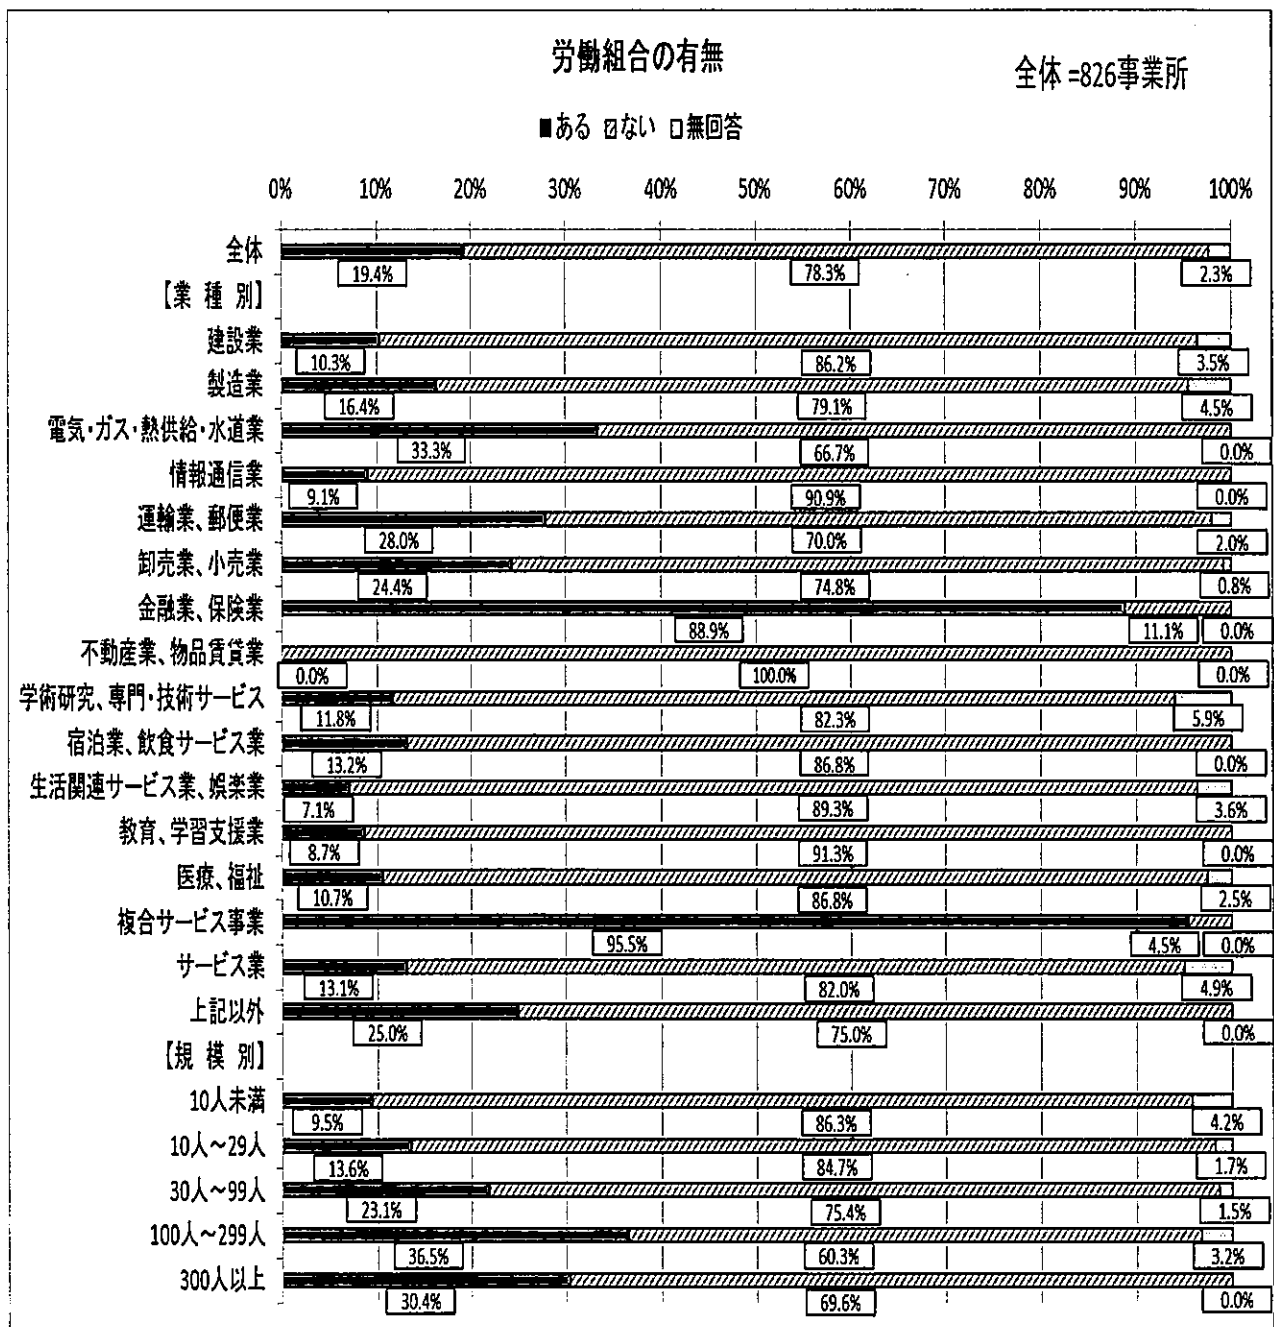 労働組合の有無
全体 =826事業所
■ある ☑ない □無回答
0% 10% 20% 30% 40% 50% 60% 70% 80% 90% 100%
全体
19.4% 78.3% 2.3%
【業 種 別】
建設業
10.3% 86.2% 3.5%
製造業
16.4% 79.1% 4.5%
電気・ガス・熱供給・水道業
33.3% 66.7% 0.0%
情報通信業
9.1% 90.9% 0.0%
運輸業、郵便業
28.0% 70.0% 2.0%
卸売業、小売業
24.4% 74.8% 0.8%
金融業、保険業
88.9% 11.1% 0.0%
不動産業、物品賃貸業
0.0% 100.0% 0.0%
学術研究、専門・技術サービス
11.8% 82.3% 5.9%
宿泊業、飲食サービス業
13.2% 86.8% 0.0%
生活関連サービス業、娯楽業
7.1% 89.3% 3.6%
教育、学習支援業
8.7% 91.3% 0.0%
医療、福祉
10.7% 86.8% 2.5%
複合サービス事業
95.5% 4.5% 0.0%
サービス業
13.1% 82.0% 4.9%
上記以外
25.0% 75.0% 0.0%
【規 模 別】
10人未満
9.5% 86.3% 4.2%
10人～29人
13.6% 84.7% 1.7%
30人～99人
23.1% 75.4% 1.5%
100人～299人
36.5% 60.3% 3.2%
300人以上
30.4% 69.6% 0.0%